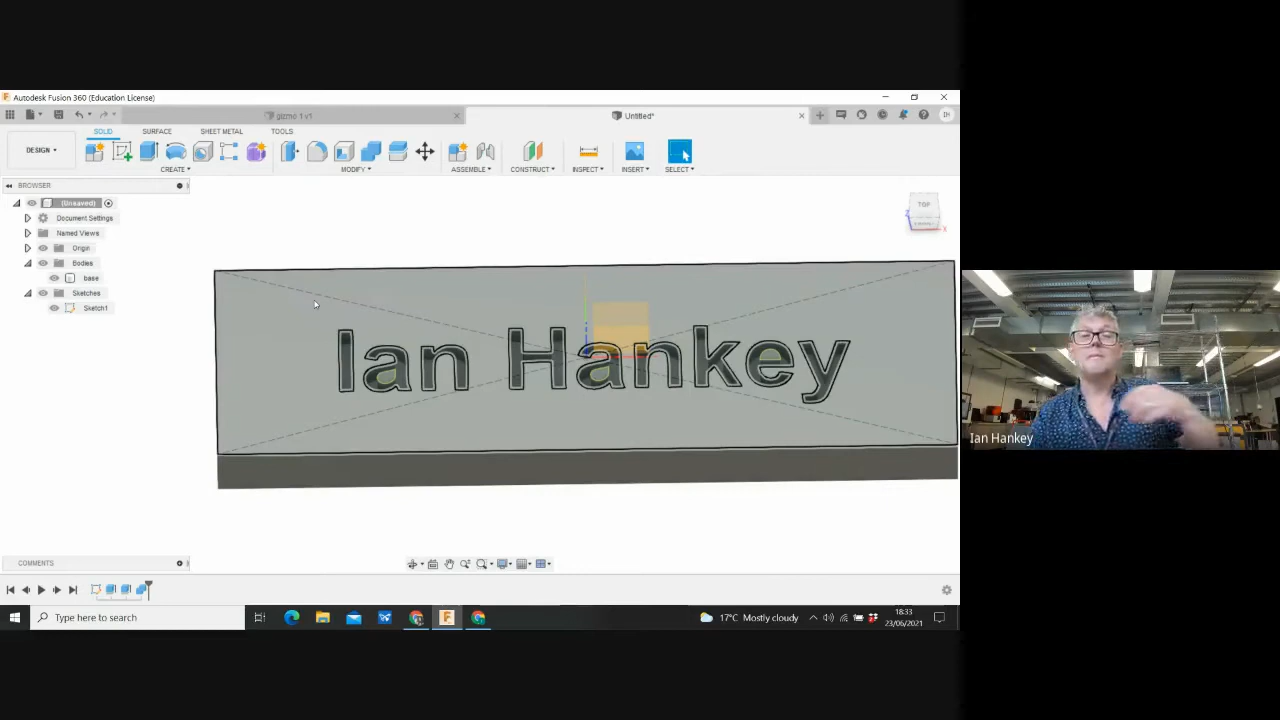 Autodesk Fusion 360 (Education License)
gizmo 1 v1
Untitled*
IH
DESIGN
SOLID
SURFACE
SHEET METAL
TOOLS
CREATE
MODIFY
ASSEMBLE
CONSTRUCT
INSPECT
INSERT
SELECT
BROWSER
(Unsaved)
Document Settings
Named Views
Origin
Bodies
base
Sketches
Sketch1
TOP
Z
X
Ian Hankey
Ian Hankey
COMMENTS
Type here to search
17°C Mostly cloudy
18:33
23/06/2021